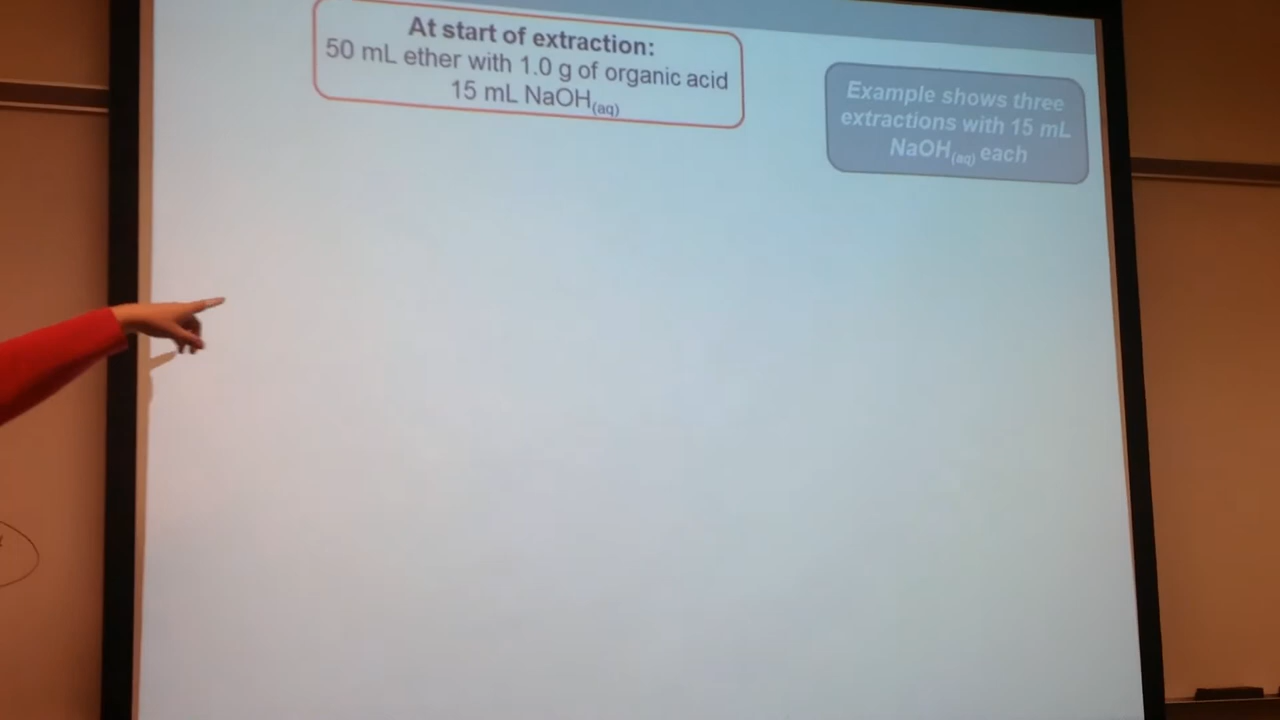 At start of extraction:
50 mL ether with 1.0 g of organic acid
15 mL NaOH(aq)
Example shows three
extractions with 15 mL
NaOH(aq) each